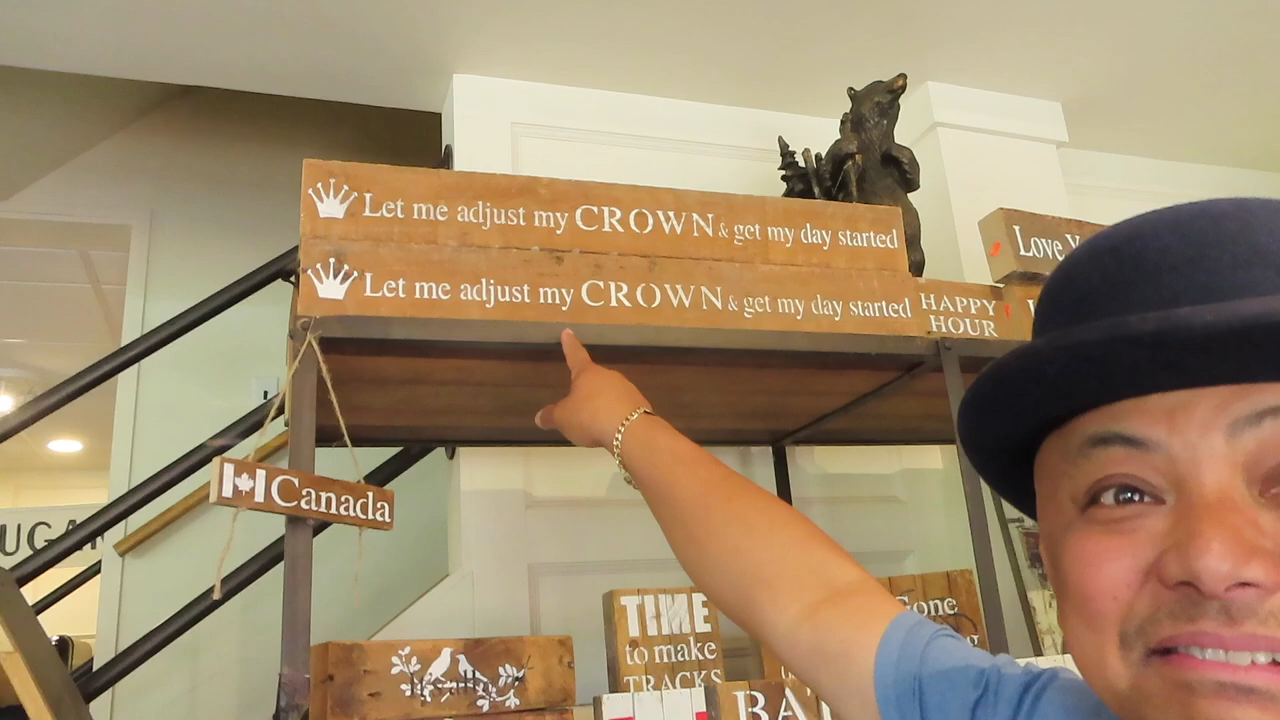 Let me adjust my CROWN & get my day started
Let me adjust my CROWN & get my day started
Love
HAPPY
HOUR
Canada
TIME
to make
TRACKS
Gone